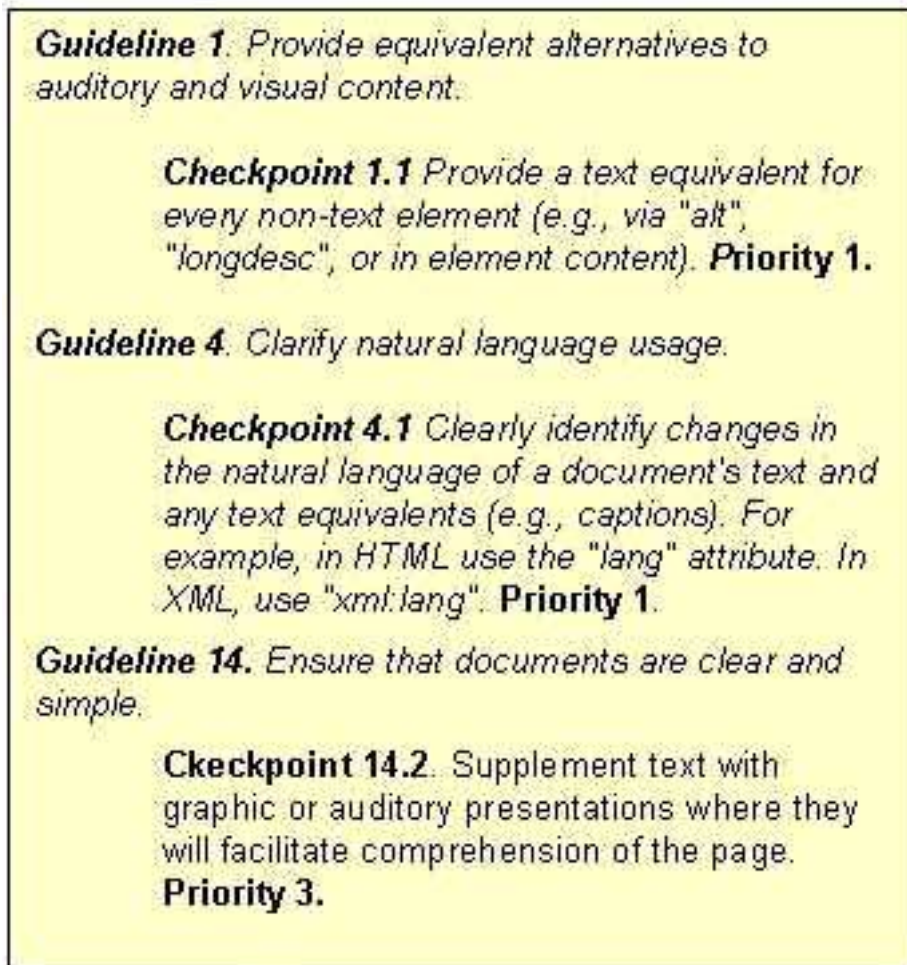 Guideline 1. Provide equivalent alternatives to
auditory and visual content.
Checkpoint 1.1 Provide a text equivalent for
every non-text element (e.g., via "alt",
"longdesc", or in element content). Priority 1.
Guideline 4. Clarify natural language usage.
Checkpoint 4.1 Clearly identify changes in
the natural language of a document's text and
any text equivalents (e.g., captions). For
example, in HTML use the "lang" attribute. In
XML, use "xml:lang". Priority 1.
Guideline 14. Ensure that documents are clear and
simple.
Ckeckpoint 14.2. Supplement text with
graphic or auditory presentations where they
will facilitate comprehension of the page.
Priority 3.